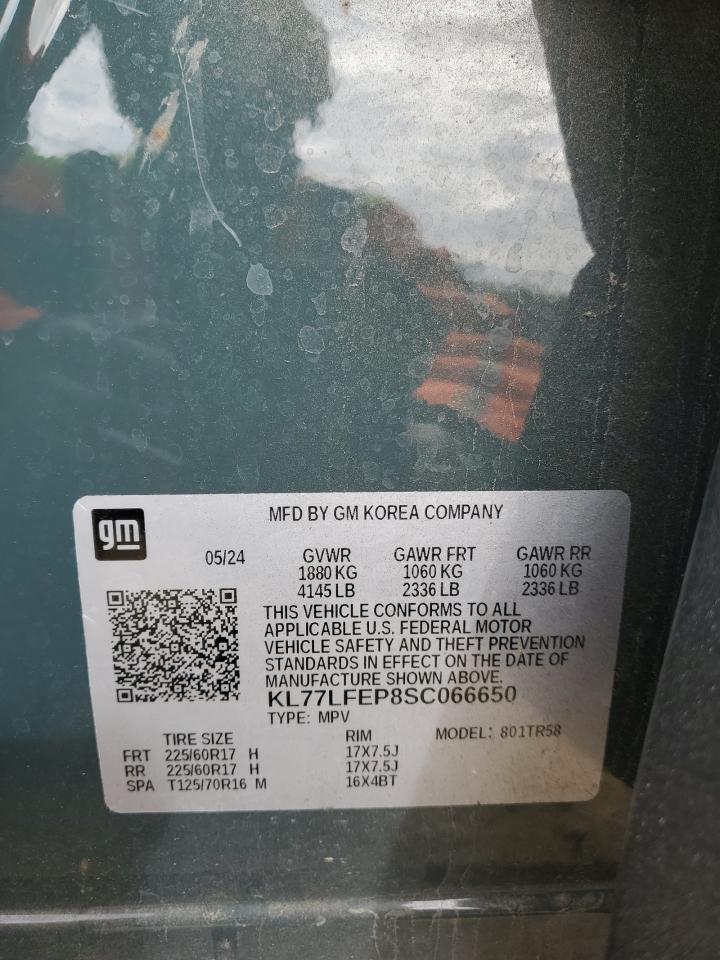 gm
MFD BY GM KOREA COMPANY
05/24 GVWR GAWR FRT GAWR RR
1880 KG 1060 KG 1060 KG
4145 LB 2336 LB 2336 LB
THIS VEHICLE CONFORMS TO ALL
APPLICABLE U.S. FEDERAL MOTOR
VEHICLE SAFETY AND THEFT PREVENTION
STANDARDS IN EFFECT ON THE DATE OF
MANUFACTURE SHOWN ABOVE.
KL77LFEP8SC066650
TYPE: MPV
TIRE SIZE RIM MODEL: 801TR58
FRT 225/60R17 H 17X7.5J
RR 225/60R17 H 17X7.5J
SPA T125/70R16 M 16X4BT